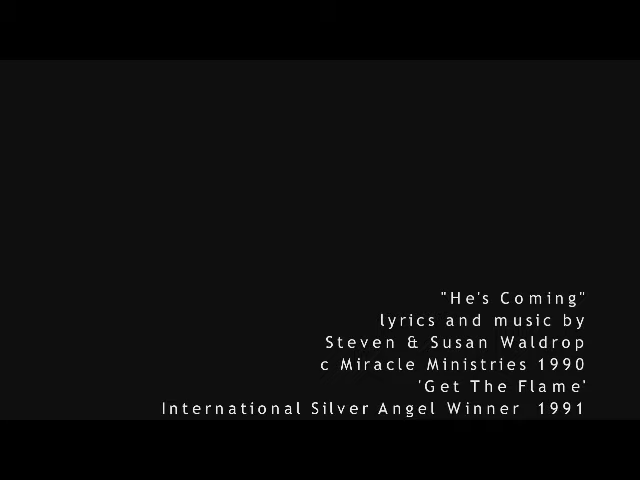 "He's Coming"
lyrics and music by
Steven & Susan Waldrop
c Miracle Ministries 1990
'Get The Flame'
International Silver Angel Winner 1991